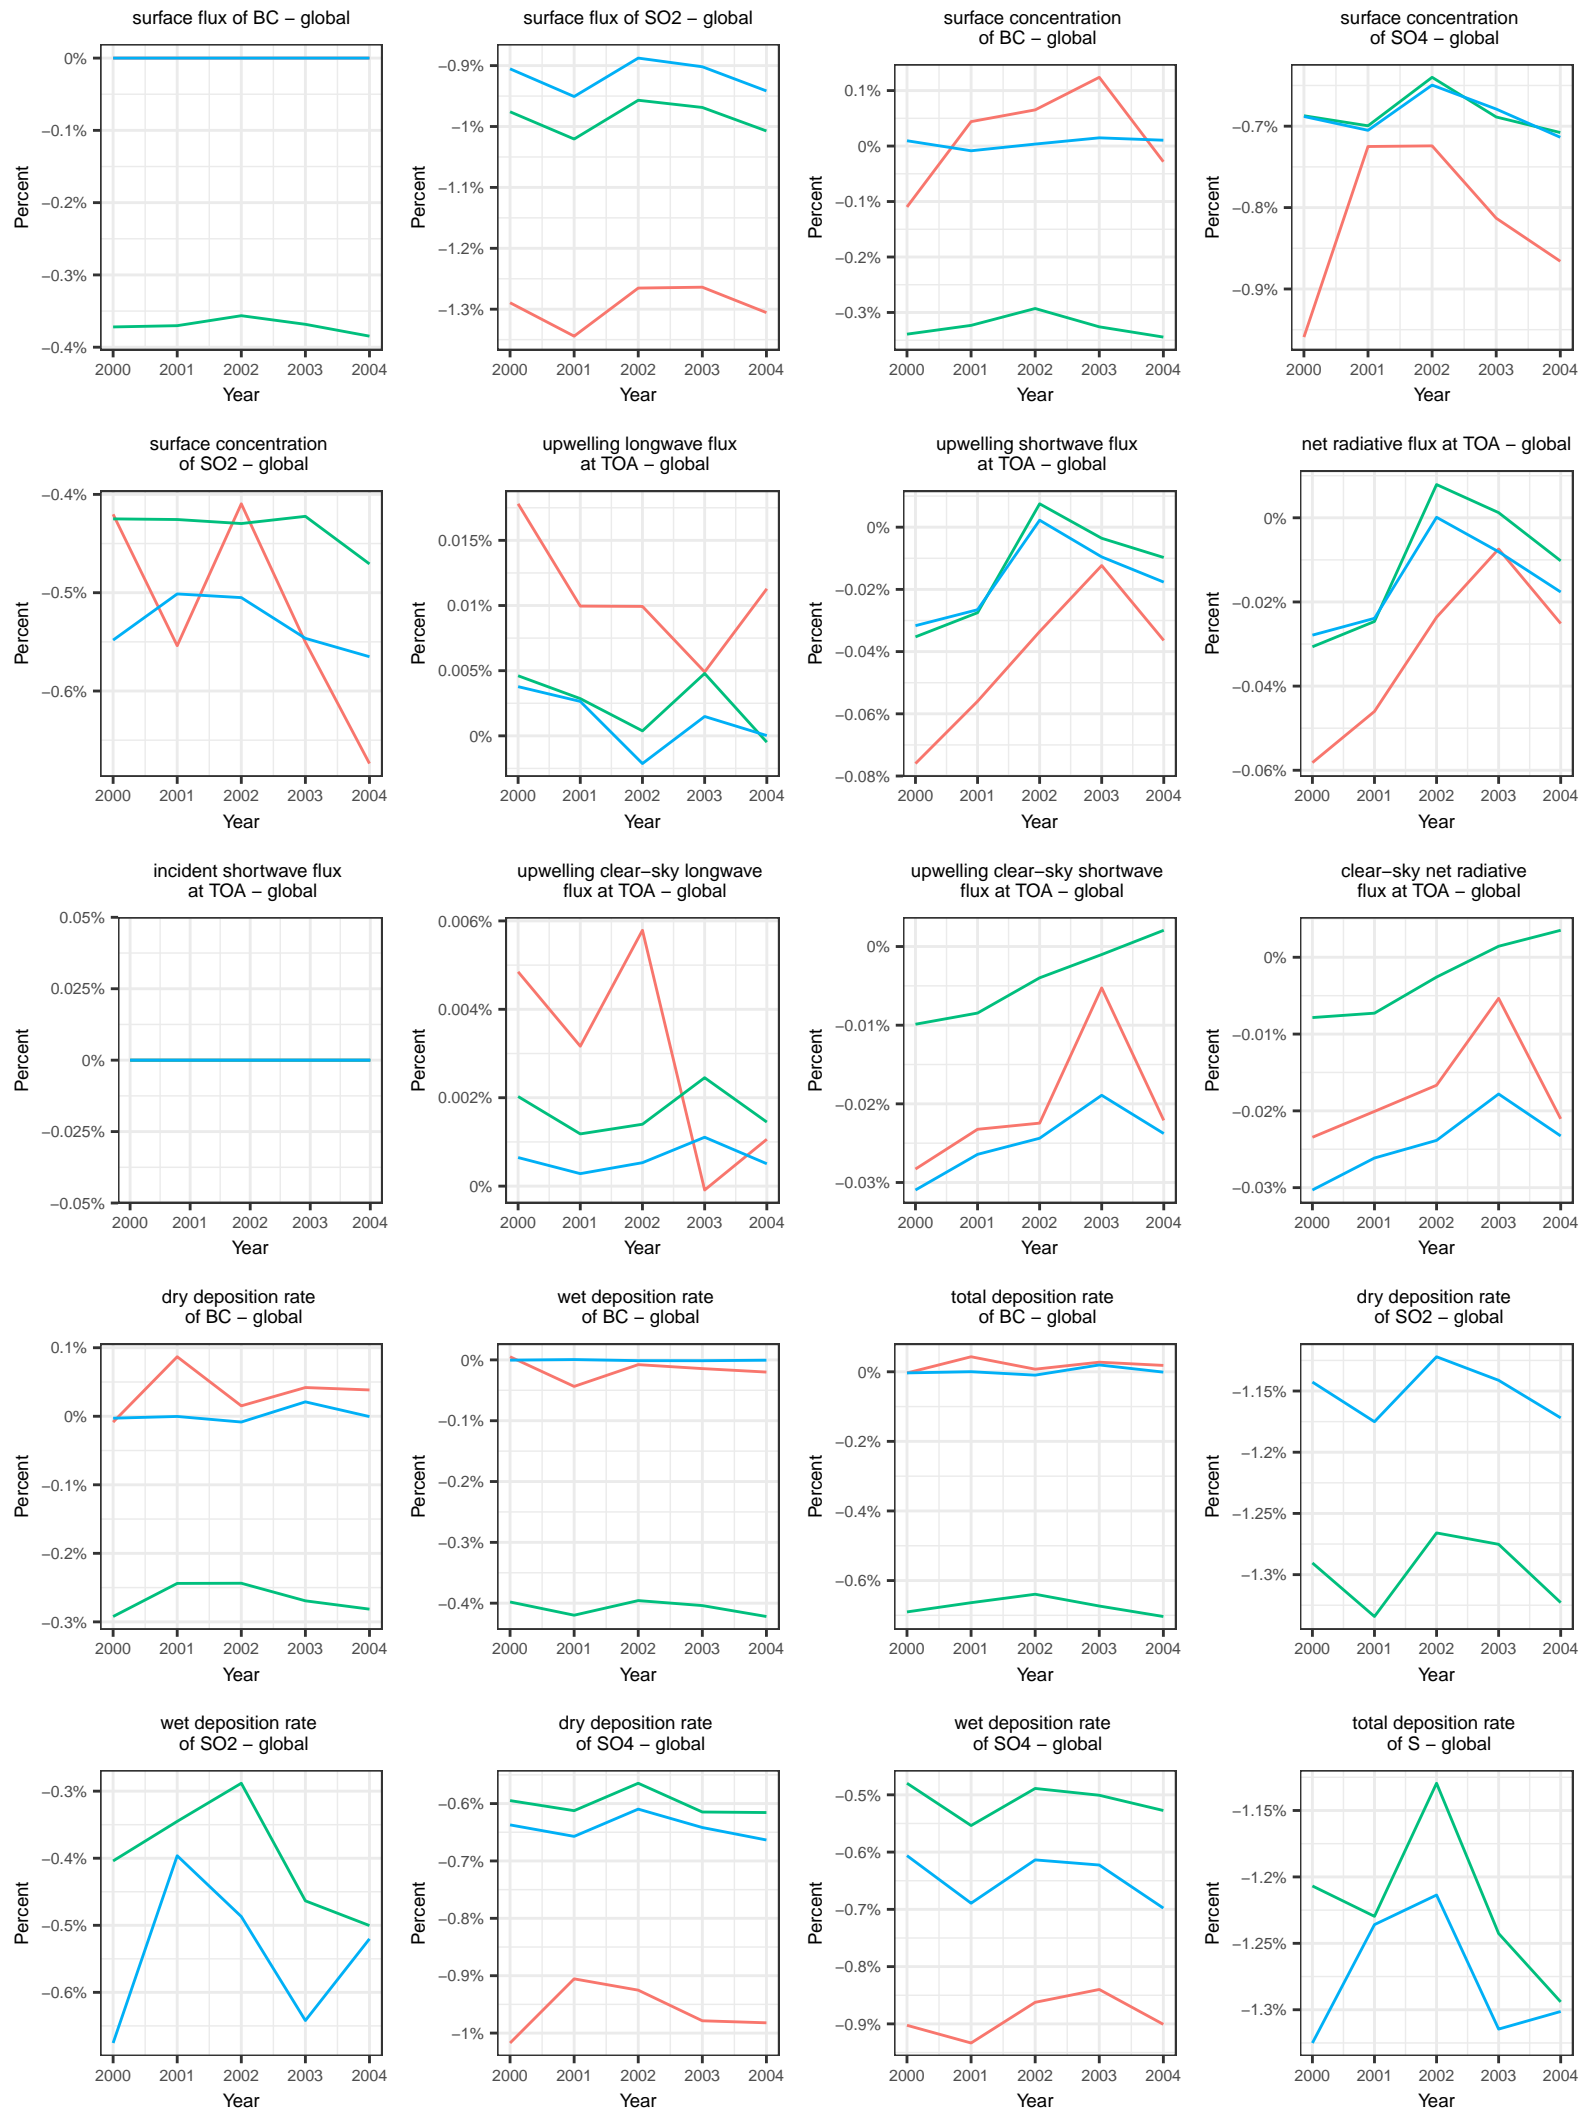 surface flux of BC − global
0%
−0.1%
−0.2%
−0.3%
−0.4%
Percent
2000 2001 2002 2003 2004
Year
surface flux of SO2 − global
−0.9%
−1%
−1.1%
−1.2%
−1.3%
Percent
2000 2001 2002 2003 2004
Year
surface concentration
of BC − global
0.1%
0%
−0.1%
−0.2%
−0.3%
Percent
2000 2001 2002 2003 2004
Year
surface concentration
of SO4 − global
−0.7%
−0.8%
−0.9%
Percent
2000 2001 2002 2003 2004
Year
surface concentration
of SO2 − global
−0.4%
−0.5%
−0.6%
Percent
2000 2001 2002 2003 2004
Year
upwelling longwave flux
at TOA − global
0.015%
0.01%
0.005%
0%
Percent
2000 2001 2002 2003 2004
Year
upwelling shortwave flux
at TOA − global
0%
−0.02%
−0.04%
−0.06%
−0.08%
Percent
2000 2001 2002 2003 2004
Year
net radiative flux at TOA − global
0%
−0.02%
−0.04%
−0.06%
Percent
2000 2001 2002 2003 2004
Year
incident shortwave flux
at TOA − global
0.05%
0.025%
0%
−0.025%
−0.05%
Percent
2000 2001 2002 2003 2004
Year
upwelling clear−sky longwave
flux at TOA − global
0.006%
0.004%
0.002%
0%
Percent
2000 2001 2002 2003 2004
Year
upwelling clear−sky shortwave
flux at TOA − global
0%
−0.01%
−0.02%
−0.03%
Percent
2000 2001 2002 2003 2004
Year
clear−sky net radiative
flux at TOA − global
0%
−0.01%
−0.02%
−0.03%
Percent
2000 2001 2002 2003 2004
Year
dry deposition rate
of BC − global
0.1%
0%
−0.1%
−0.2%
−0.3%
Percent
2000 2001 2002 2003 2004
Year
wet deposition rate
of BC − global
0%
−0.1%
−0.2%
−0.3%
−0.4%
Percent
2000 2001 2002 2003 2004
Year
total deposition rate
of BC − global
0%
−0.2%
−0.4%
−0.6%
Percent
2000 2001 2002 2003 2004
Year
dry deposition rate
of SO2 − global
−1.15%
−1.2%
−1.25%
−1.3%
Percent
2000 2001 2002 2003 2004
Year
wet deposition rate
of SO2 − global
−0.3%
−0.4%
−0.5%
−0.6%
Percent
2000 2001 2002 2003 2004
Year
dry deposition rate
of SO4 − global
−0.6%
−0.7%
−0.8%
−0.9%
−1%
Percent
2000 2001 2002 2003 2004
Year
wet deposition rate
of SO4 − global
−0.5%
−0.6%
−0.7%
−0.8%
−0.9%
Percent
2000 2001 2002 2003 2004
Year
total deposition rate
of S − global
−1.15%
−1.2%
−1.25%
−1.3%
Percent
2000 2001 2002 2003 2004
Year